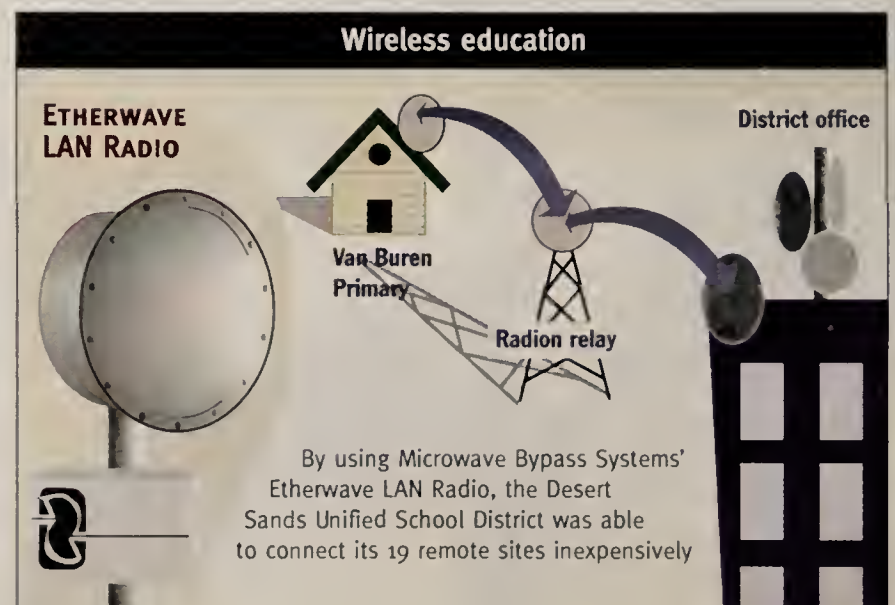 Wireless education
ETHERWAVE
LAN RADIO
District office
Van Buren
Primary
Radion relay
By using Microwave Bypass Systems'
Etherwave LAN Radio, the Desert
Sands Unified School District was able
to connect its 19 remote sites inexpensively